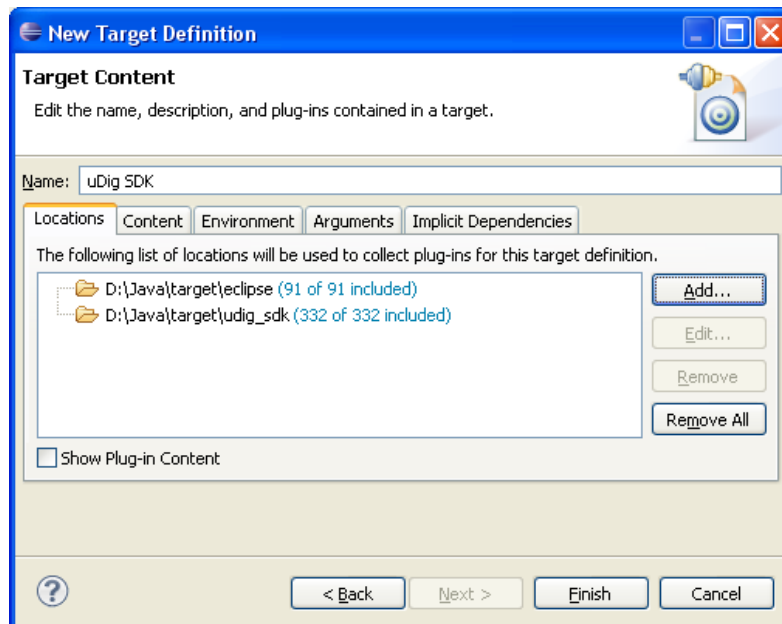 New Target Definition
Target Content
Edit the name, description, and plug-ins contained in a target.
Name: uDig SDK
Locations Content Environment Arguments Implicit Dependencies
The following list of locations will be used to collect plug-ins for this target definition.
D:\Java\target\eclipse (91 of 91 included)
D:\Java\target\udig_sdk (332 of 332 included)
Add...
Edit...
Remove
Remove All
Show Plug-in Content
? < Back Next > Finish Cancel